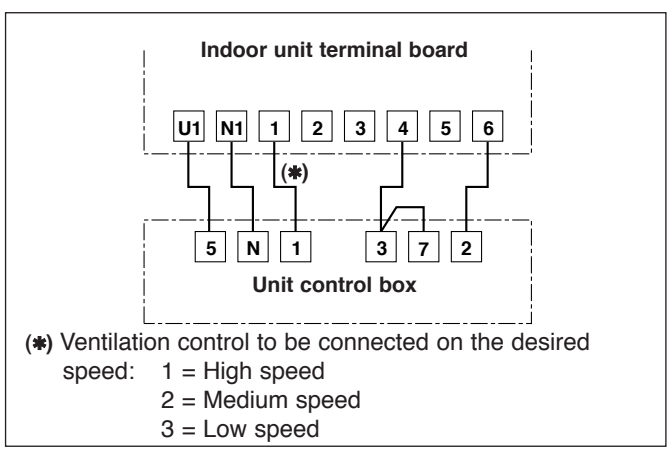 Indoor unit terminal board
U1 N1 1 2 3 4 5 6
(✱)
5 N 1 3 7 2
Unit control box
(✱) Ventilation control to be connected on the desired
speed: 1 = High speed
2 = Medium speed
3 = Low speed